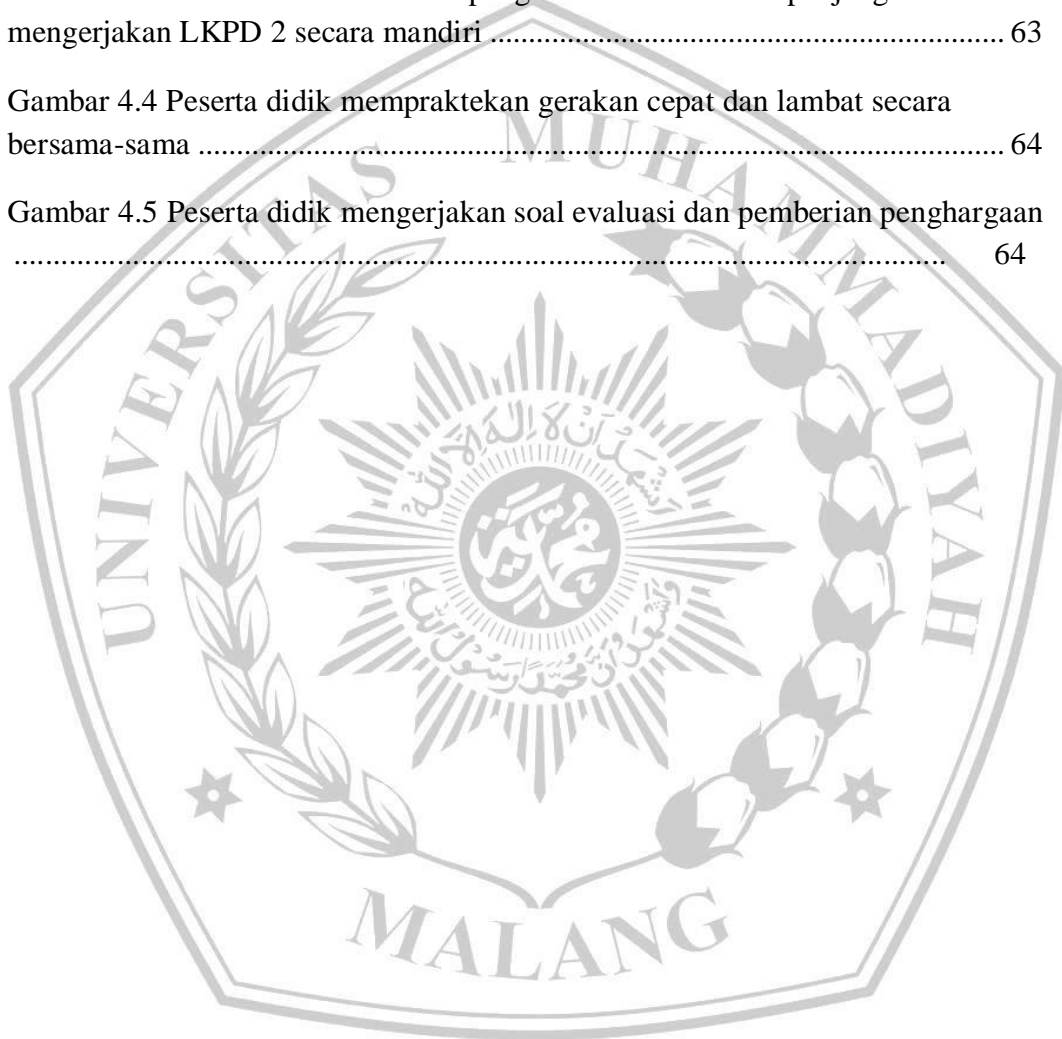 mengerjakan LKPD 2 secara mandiri .................................................................. 63
Gambar 4.4 Peserta didik mempraktekan gerakan cepat dan lambat secara
bersama-sama ........................................................................................................ 64
Gambar 4.5 Peserta didik mengerjakan soal evaluasi dan pemberian penghargaan
........................................................................................................................ 64
UNIVERSITAS MUHAMMADIYAH
MALANG